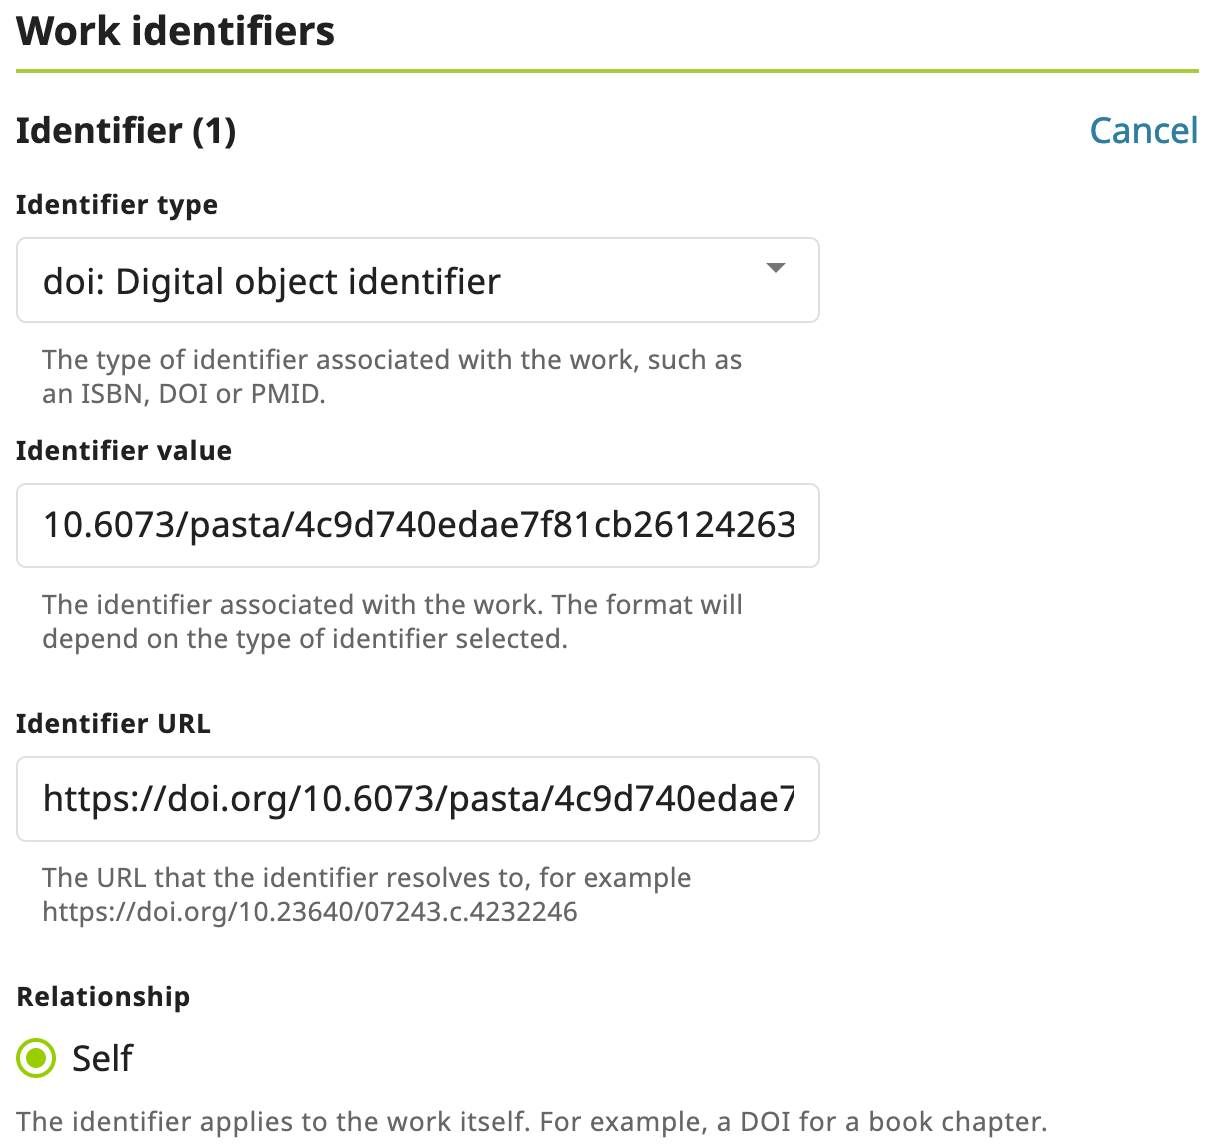 Work identifiers
Identifier (1)
Cancel
Identifier type
doi: Digital object identifier
The type of identifier associated with the work, such as
an ISBN, DOI or PMID.
Identifier value
10.6073/pasta/4c9d740edae7f81cb26124263
The identifier associated with the work. The format will
depend on the type of identifier selected.
Identifier URL
https://doi.org/10.6073/pasta/4c9d740edae7
The URL that the identifier resolves to, for example
https://doi.org/10.23640/07243.c.4232246
Relationship
Self
The identifier applies to the work itself. For example, a DOI for a book chapter.